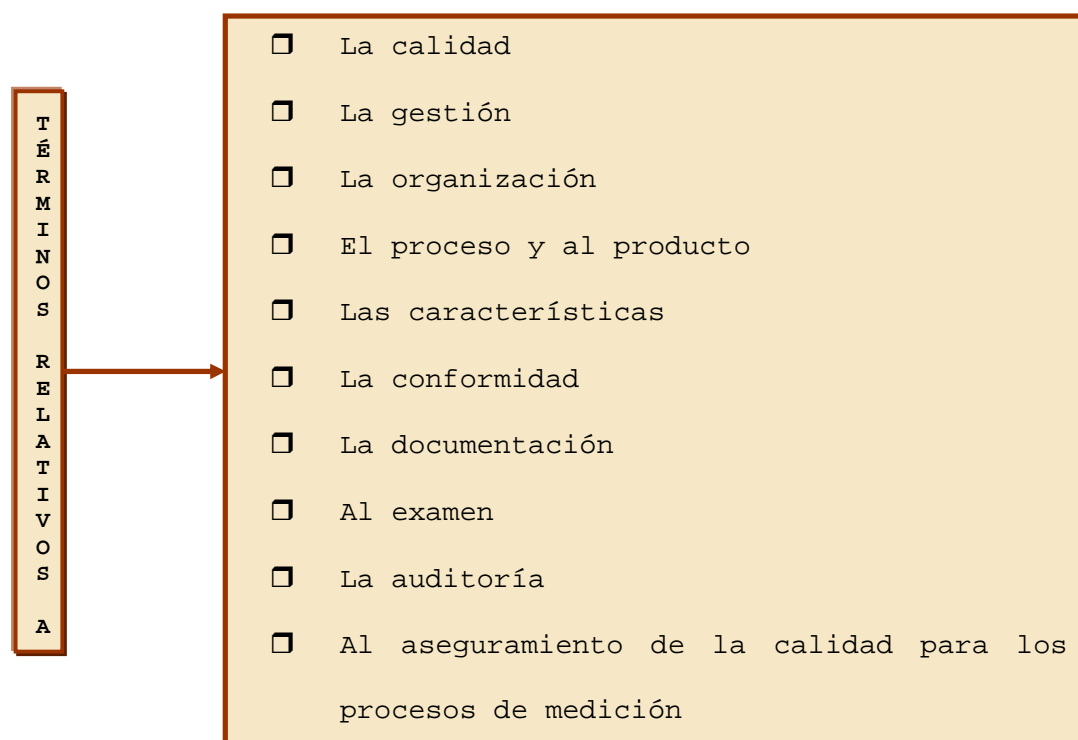 TÉRMINOS RELATIVOS A
La calidad
La gestión
La organización
El proceso y al producto
Las características
La conformidad
La documentación
Al examen
La auditoría
Al aseguramiento de la calidad para los
procesos de medición